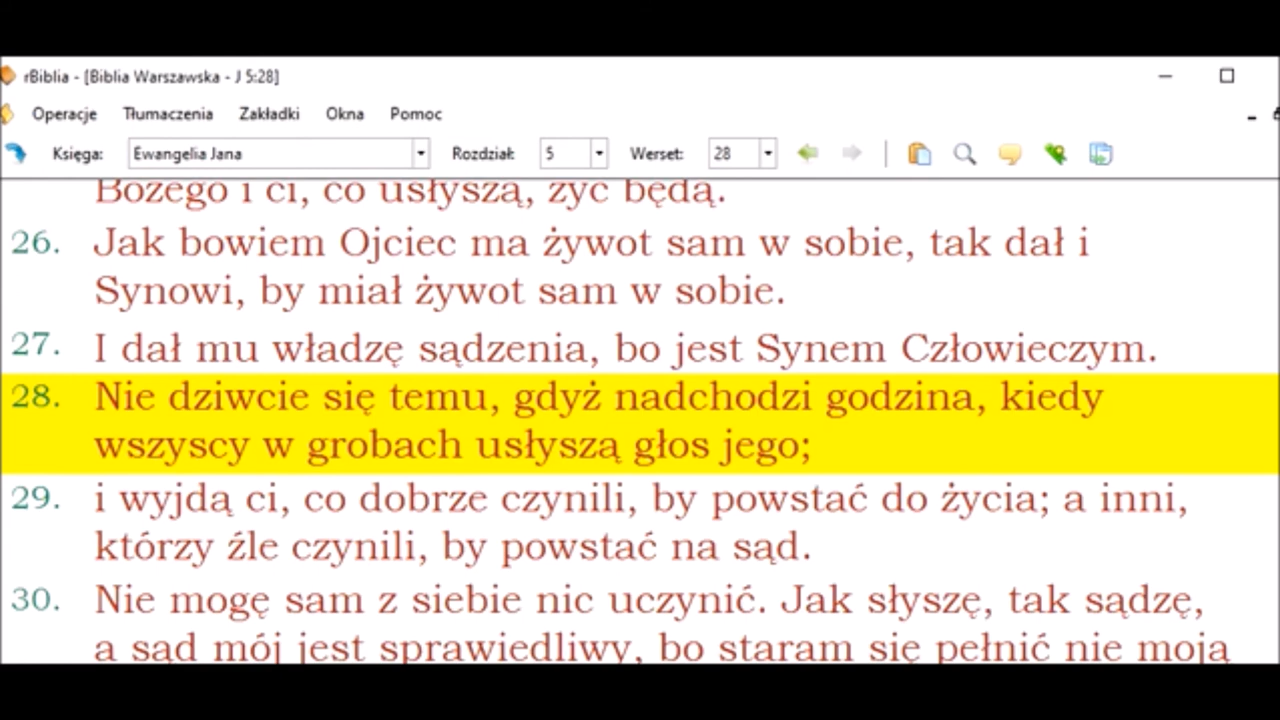 rBiblia - [Biblia Warszawska - J 5:28]
Operacje Tłumaczenia Zakładki Okna Pomoc
Księga: Ewangelia Jana Rozdział: 5 Werset: 28
Bożego i ci, co usłyszą, żyć będą.
26. Jak bowiem Ojciec ma żywot sam w sobie, tak dał i
Synowi, by miał żywot sam w sobie.
27. I dał mu władzę sądzenia, bo jest Synem Człowieczym.
28. Nie dziwcie się temu, gdyż nadchodzi godzina, kiedy
wszyscy w grobach usłyszą głos jego;
29. i wyjdą ci, co dobrze czynili, by powstać do życia; a inni,
którzy źle czynili, by powstać na sąd.
30. Nie mogę sam z siebie nic uczynić. Jak słyszę, tak sądzę,
a sąd mój jest sprawiedliwy, bo staram się pełnić nie moją